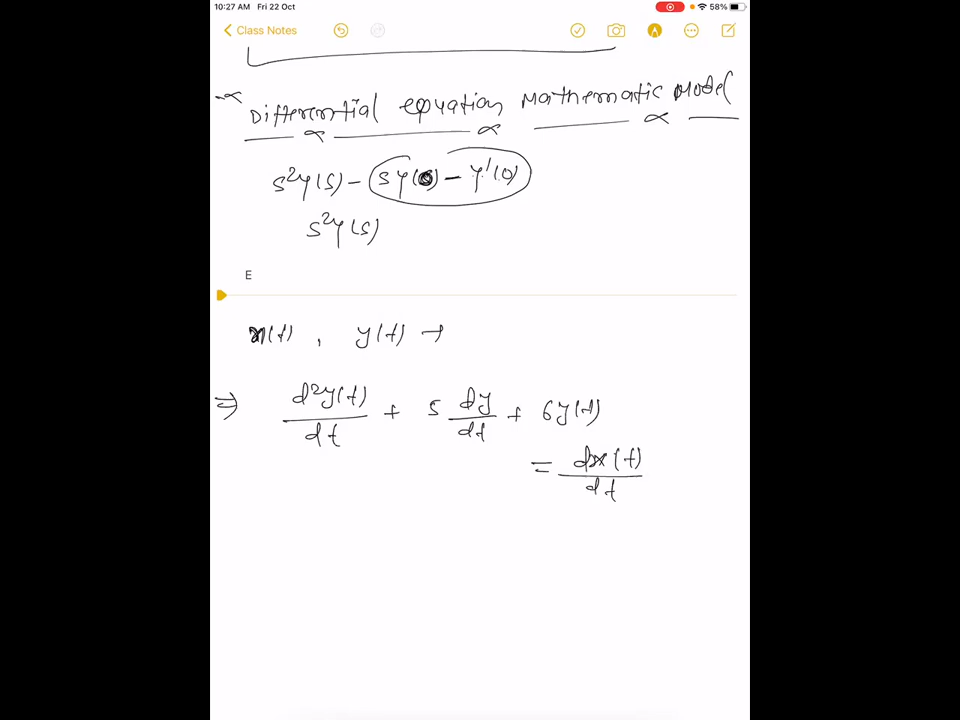 10:27 AM Fri 22 Oct 58%
Class Notes
Differential equation Mathematic Model
s²y(s) - sy(0) - y'(0)
s²y(s)
E
x(t) , y(t) →
⇒ d²y(t)/dt + 5 dy/dt + 6y(t)
= dx(t)/dt